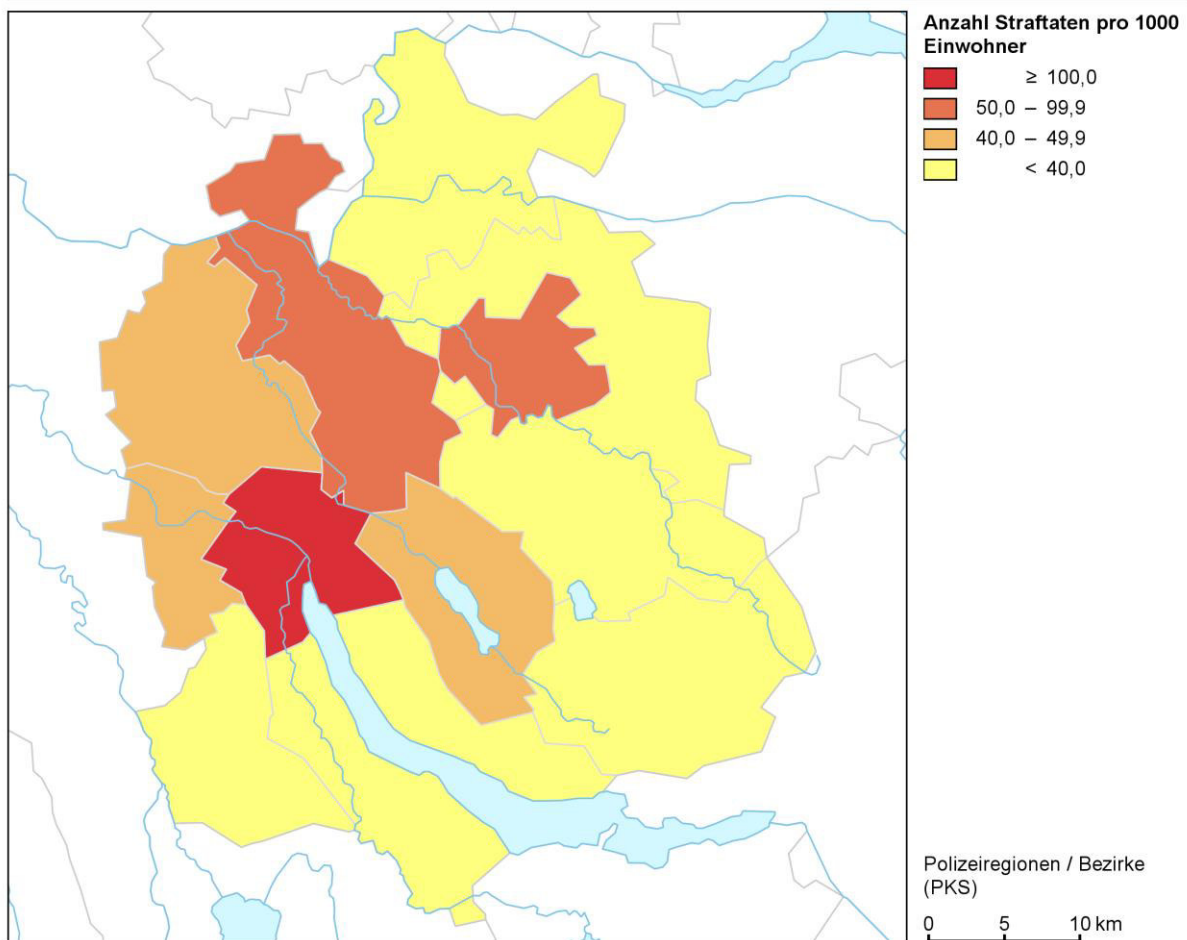 Anzahl Straftaten pro 1000
Einwohner
≥ 100,0
50,0 – 99,9
40,0 – 49,9
< 40,0
Polizeiregionen / Bezirke
(PKS)
0 5 10 km